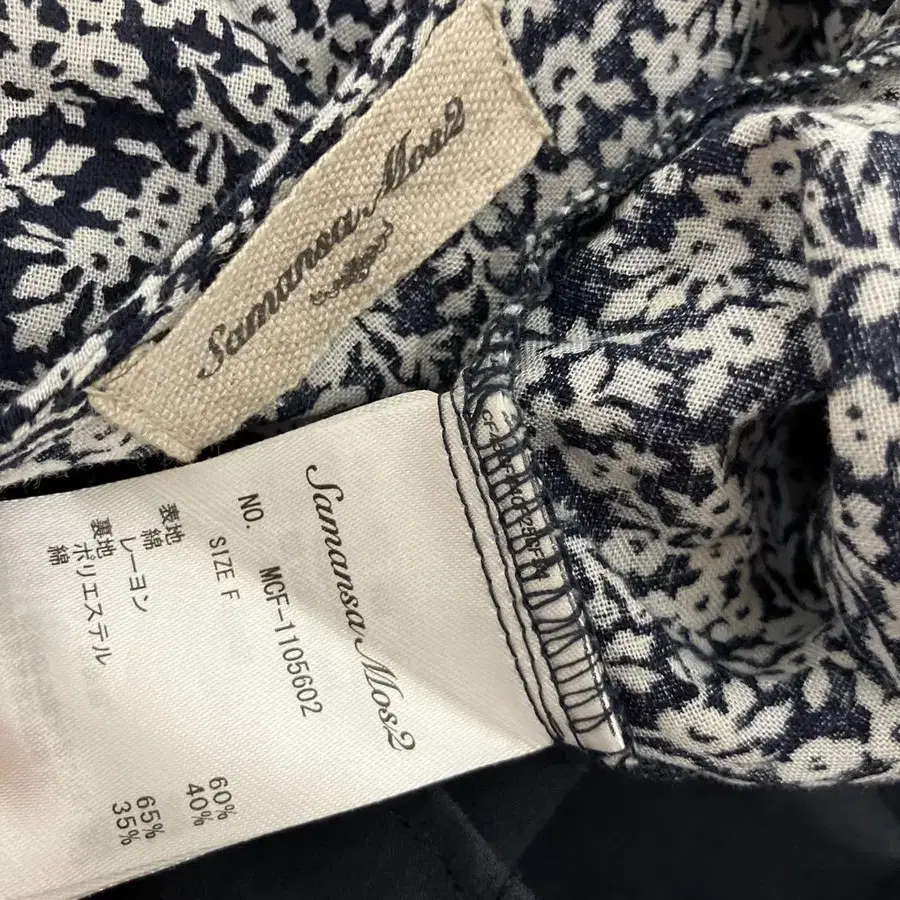 Samansa Mos2
Samansa Mos2
NO. MCF-1105602
SIZE F
表地
綿 60%
レーヨン 40%
裏地
ポリエステル 65%
綿 35%